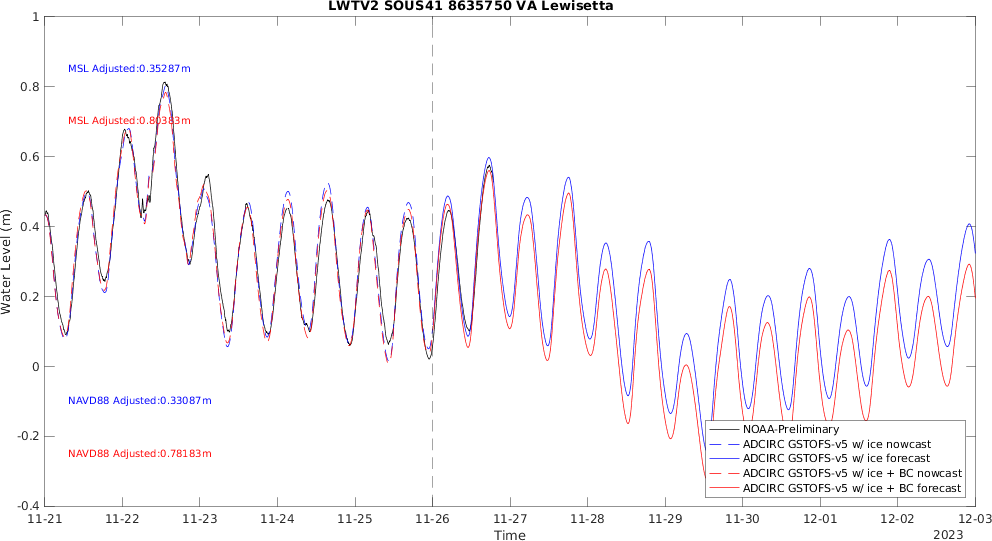 LWTV2 SOUS41 8635750 VA Lewisetta
1
0.8
0.6
0.4
0.2
0
-0.2
-0.4
Water Level (m)
MSL Adjusted:0.35287m
MSL Adjusted:0.80383m
NAVD88 Adjusted:0.33087m
NAVD88 Adjusted:0.78183m
NOAA-Preliminary
ADCIRC GSTOFS-v5 w/ ice nowcast
ADCIRC GSTOFS-v5 w/ ice forecast
ADCIRC GSTOFS-v5 w/ ice + BC nowcast
ADCIRC GSTOFS-v5 w/ ice + BC forecast
11-21 11-22 11-23 11-24 11-25 11-26 11-27 11-28 11-29 11-30 12-01 12-02 12-03
Time
2023